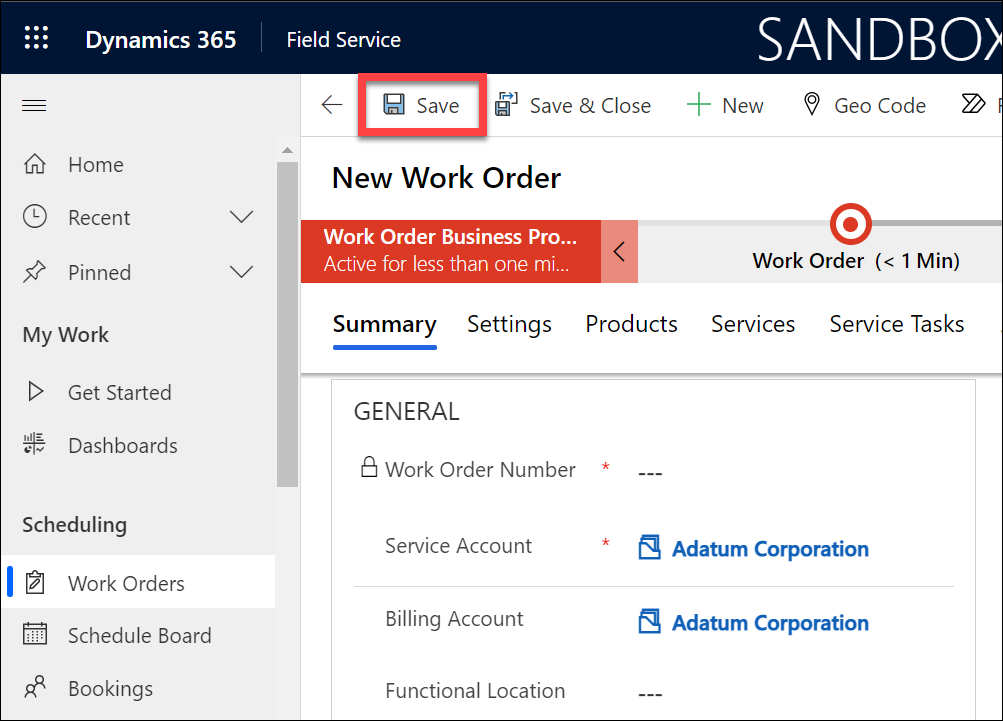 Dynamics 365
Field Service
SANDBOX
Save
Save & Close
New
Geo Code
Home
Recent
Pinned
My Work
Get Started
Dashboards
Scheduling
Work Orders
Schedule Board
Bookings
New Work Order
Work Order Business Pro...
Active for less than one mi...
Work Order (< 1 Min)
Summary
Settings
Products
Services
Service Tasks
GENERAL
Work Order Number * ---
Service Account * Adatum Corporation
Billing Account Adatum Corporation
Functional Location ---